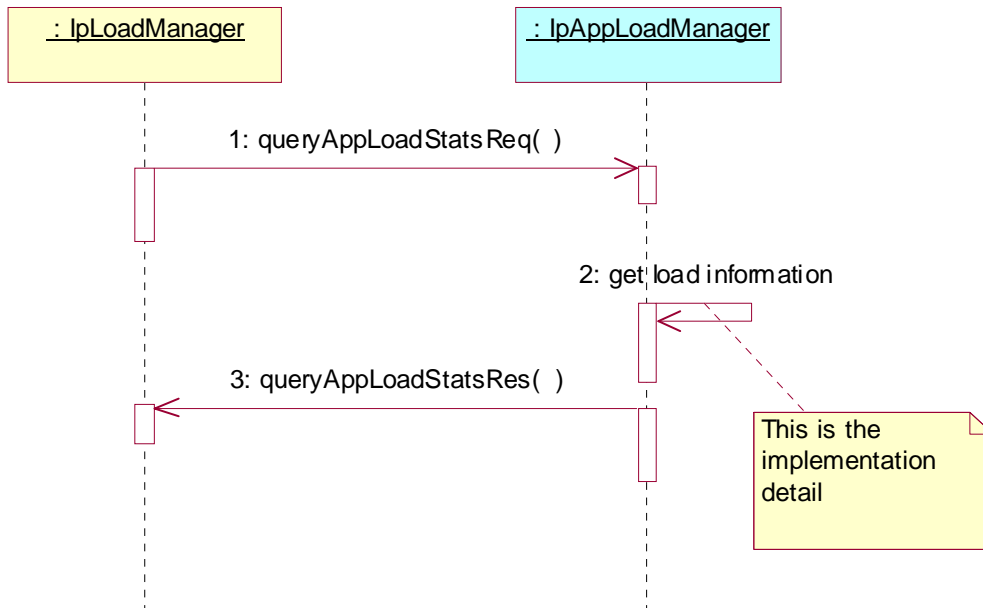 : IpLoadManager
: IpAppLoadManager
1: queryAppLoadStatsReq( )
2: get load information
3: queryAppLoadStatsRes( )
This is the
implementation
detail